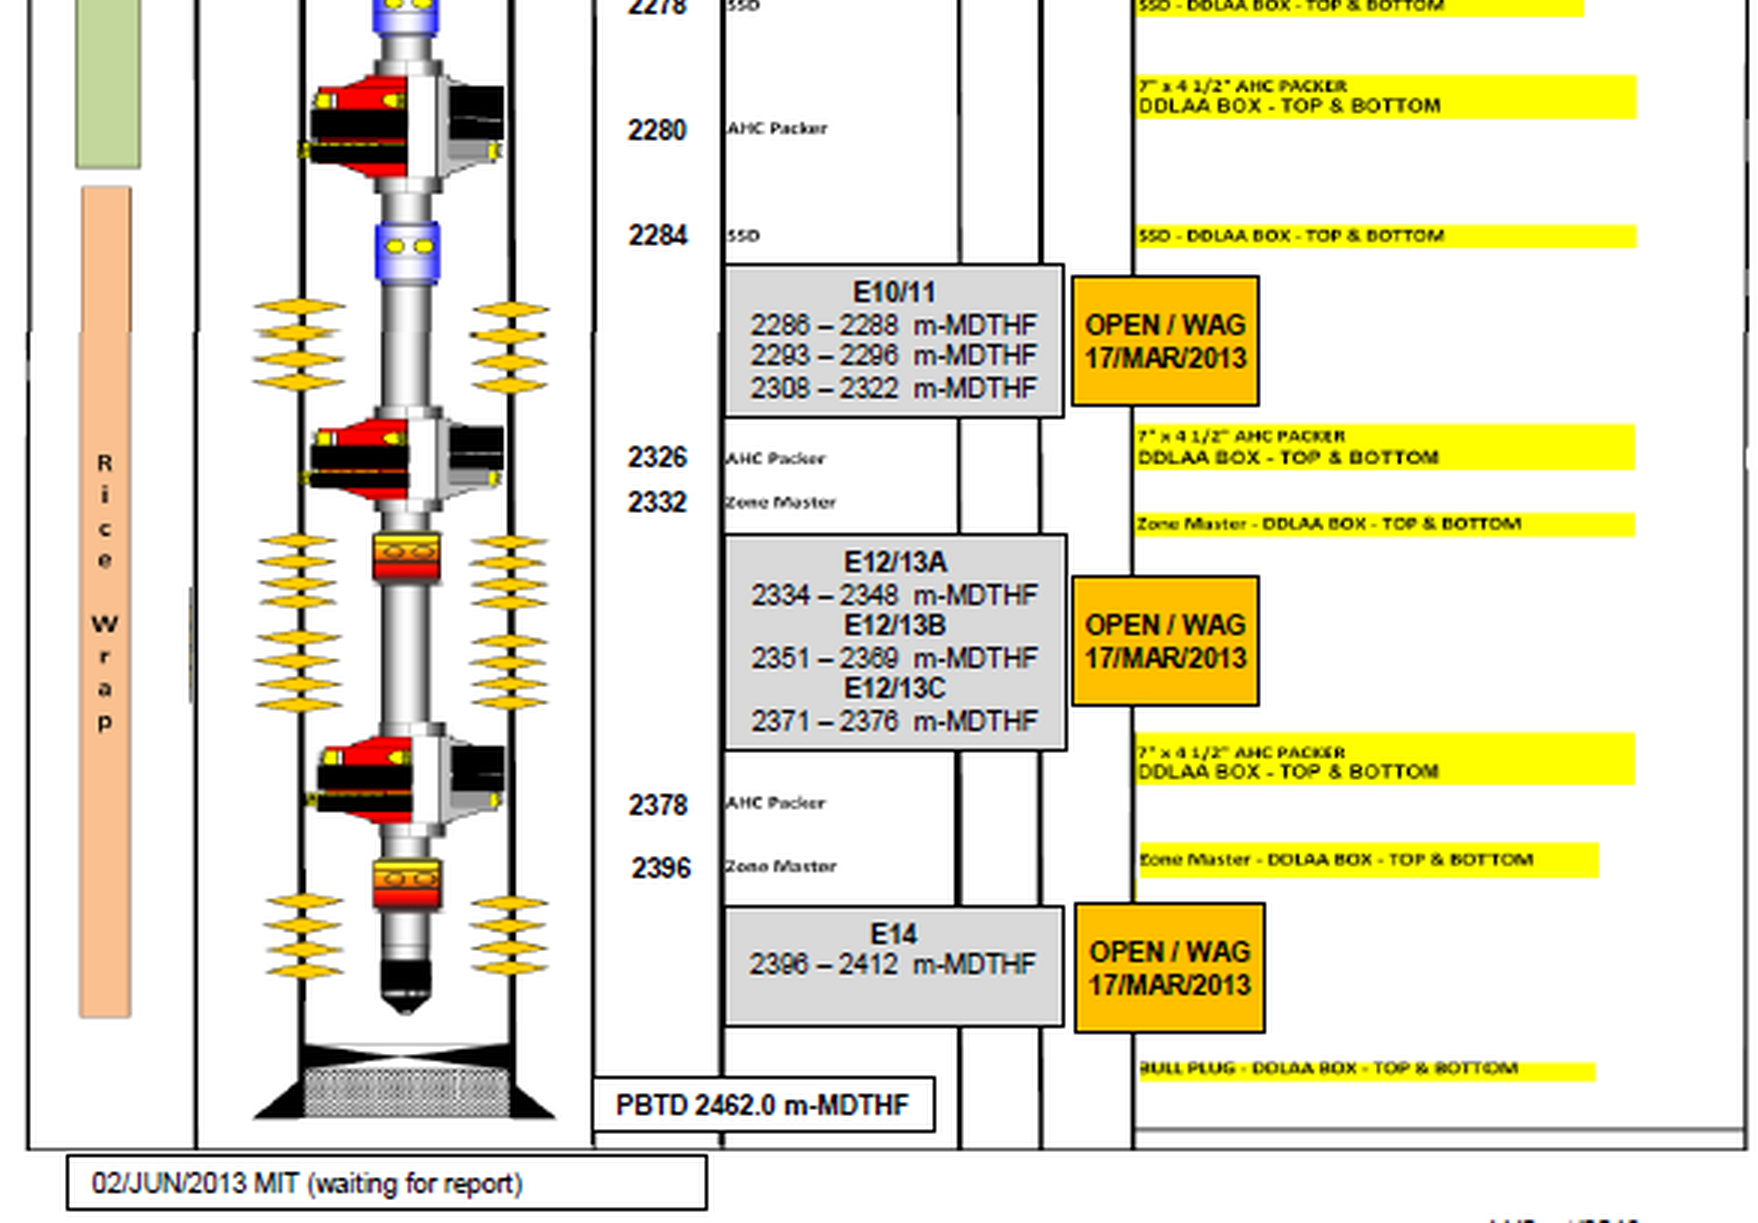 2278 SSD SSD - DDLAA BOX - TOP & BOTTOM
7" x 4 1/2" AHC PACKER
DDLAA BOX - TOP & BOTTOM
2280 AHC Packer
2284 SSD SSD - DDLAA BOX - TOP & BOTTOM
E10/11
2286 – 2288 m-MDTHF
2293 – 2296 m-MDTHF
2308 – 2322 m-MDTHF
OPEN / WAG
17/MAR/2013
7" x 4 1/2" AHC PACKER
DDLAA BOX - TOP & BOTTOM
2326 AHC Packer
2332 Zone Master
Zone Master - DDLAA BOX - TOP & BOTTOM
Rice Wrap
E12/13A
2334 – 2348 m-MDTHF
E12/13B
2351 – 2369 m-MDTHF
E12/13C
2371 – 2376 m-MDTHF
OPEN / WAG
17/MAR/2013
7" x 4 1/2" AHC PACKER
DDLAA BOX - TOP & BOTTOM
2378 AHC Packer
2396 Zone Master
Zone Master - DDLAA BOX - TOP & BOTTOM
E14
2396 – 2412 m-MDTHF
OPEN / WAG
17/MAR/2013
BULL PLUG - DDLAA BOX - TOP & BOTTOM
PBTD 2462.0 m-MDTHF
02/JUN/2013 MIT (waiting for report)